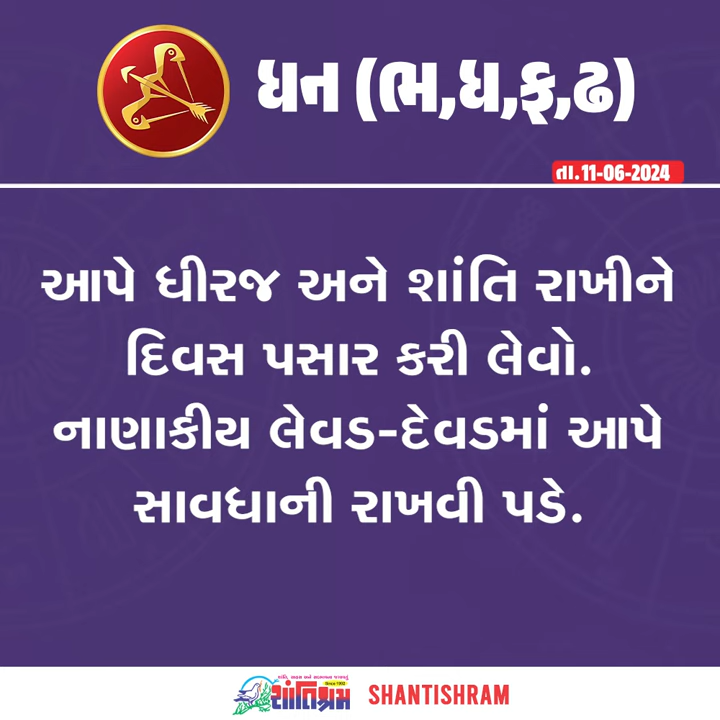 ધન (ભ,ધ,ફ,ઢ)
તા.11-06-2024
આપે ધીરજ અને શાંતિ રાખીને
દિવસ પસાર કરી લેવો.
નાણાકીય લેવડ-દેવડમાં આપે
સાવધાની રાખવી પડે.
શાંતિશ્રમ SHANTISHRAM